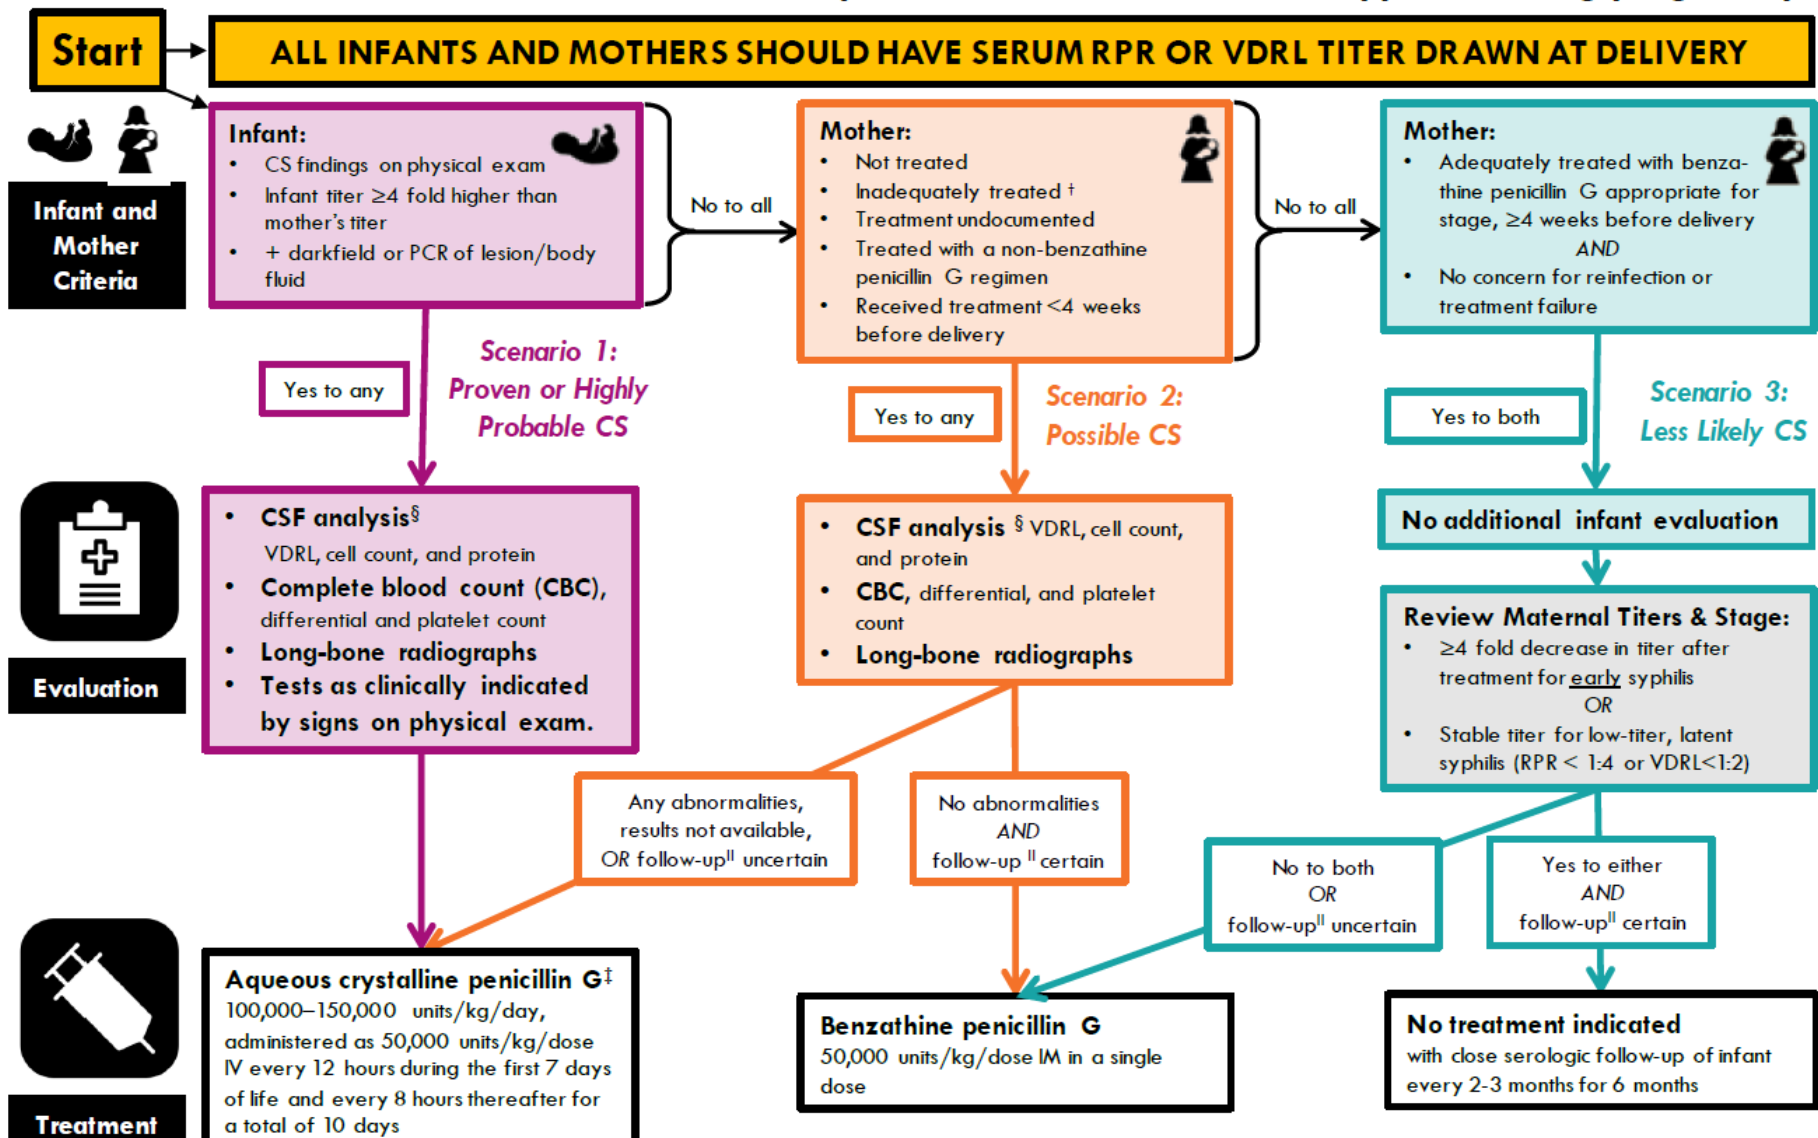 Start
ALL INFANTS AND MOTHERS SHOULD HAVE SERUM RPR OR VDRL TITER DRAWN AT DELIVERY
Infant and
Mother
Criteria
Infant:
• CS findings on physical exam
• Infant titer ≥4 fold higher than
mother's titer
• + darkfield or PCR of lesion/body
fluid
No to all
Mother:
• Not treated
• Inadequately treated †
• Treatment undocumented
• Treated with a non-benzathine
penicillin G regimen
• Received treatment <4 weeks
before delivery
No to all
Mother:
• Adequately treated with benza-
thine penicillin G appropriate for
stage, ≥4 weeks before delivery
AND
• No concern for reinfection or
treatment failure
Yes to any
Scenario 1:
Proven or Highly
Probable CS
Yes to any
Scenario 2:
Possible CS
Yes to both
Scenario 3:
Less Likely CS
Evaluation
• CSF analysis§
VDRL, cell count, and protein
• Complete blood count (CBC),
differential and platelet count
• Long-bone radiographs
• Tests as clinically indicated
by signs on physical exam.
• CSF analysis § VDRL, cell count,
and protein
• CBC, differential, and platelet
count
• Long-bone radiographs
No additional infant evaluation
Review Maternal Titers & Stage:
• ≥4 fold decrease in titer after
treatment for early syphilis
OR
• Stable titer for low-titer, latent
syphilis (RPR < 1:4 or VDRL<1:2)
Any abnormalities,
results not available,
OR follow-up|| uncertain
No abnormalities
AND
follow-up || certain
No to both
OR
follow-up|| uncertain
Yes to either
AND
follow-up|| certain
Treatment
Aqueous crystalline penicillin G‡
100,000–150,000 units/kg/day,
administered as 50,000 units/kg/dose
IV every 12 hours during the first 7 days
of life and every 8 hours thereafter for
a total of 10 days
Benzathine penicillin G
50,000 units/kg/dose IM in a single
dose
No treatment indicated
with close serologic follow-up of infant
every 2-3 months for 6 months